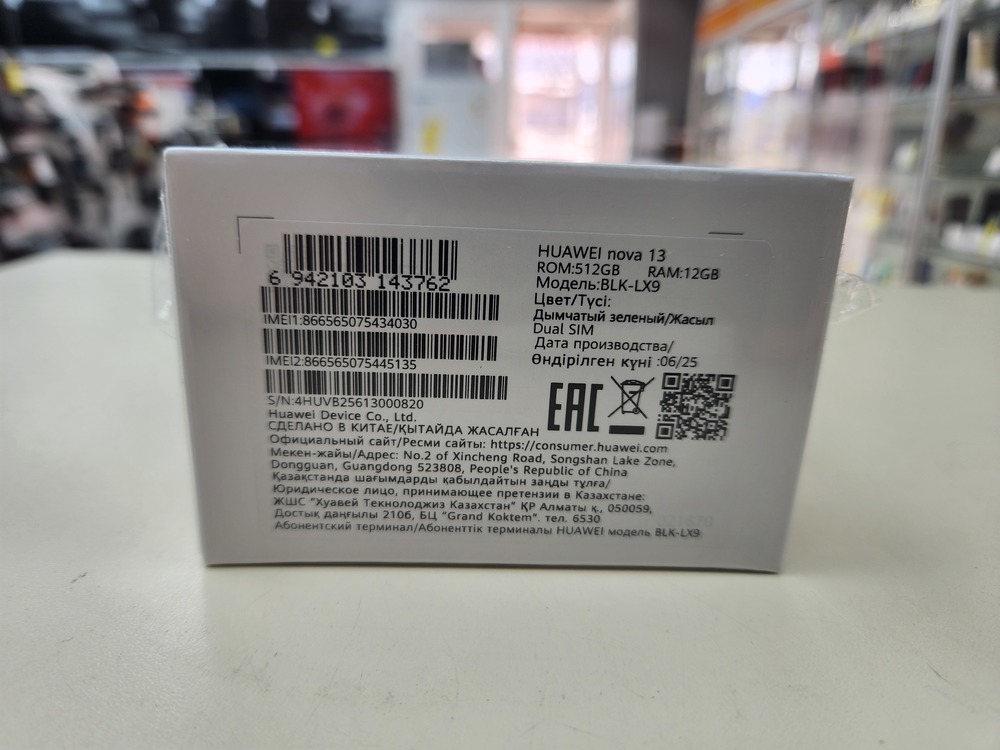 6 942103 143762
IMEI1:866565075434030
IMEI2:866565075445135
S/N:4HUVB25613000820
HUAWEI nova 13
ROM:512GB RAM:12GB
Модель:BLK-LX9
Цвет/Түсі:
Дымчатый зеленый/Жасыл
Dual SIM
Дата производства/
Өндірілген күні :06/25
EAC
Huawei Device Co., Ltd.
СДЕЛАНО В КИТАЕ/ҚЫТАЙДА ЖАСАЛҒАН
Официальный сайт/Ресми сайты: https://consumer.huawei.com
Мекен-жайы/Адрес: No.2 of Xincheng Road, Songshan Lake Zone,
Dongguan, Guangdong 523808, People's Republic of China
Қазақстанда шағымдарды қабылдайтын заңды тұлға/
Юридическое лицо, принимающее претензии в Казахстане:
ЖШС "Хуавей Текнолоджиз Казахстан" ҚР Алматы қ., 050059,
Достық даңғылы 210б, БЦ "Grand Koktem". тел. 6530
Абонентский терминал/Абоненттік терминалы HUAWEI модель BLK-LX9